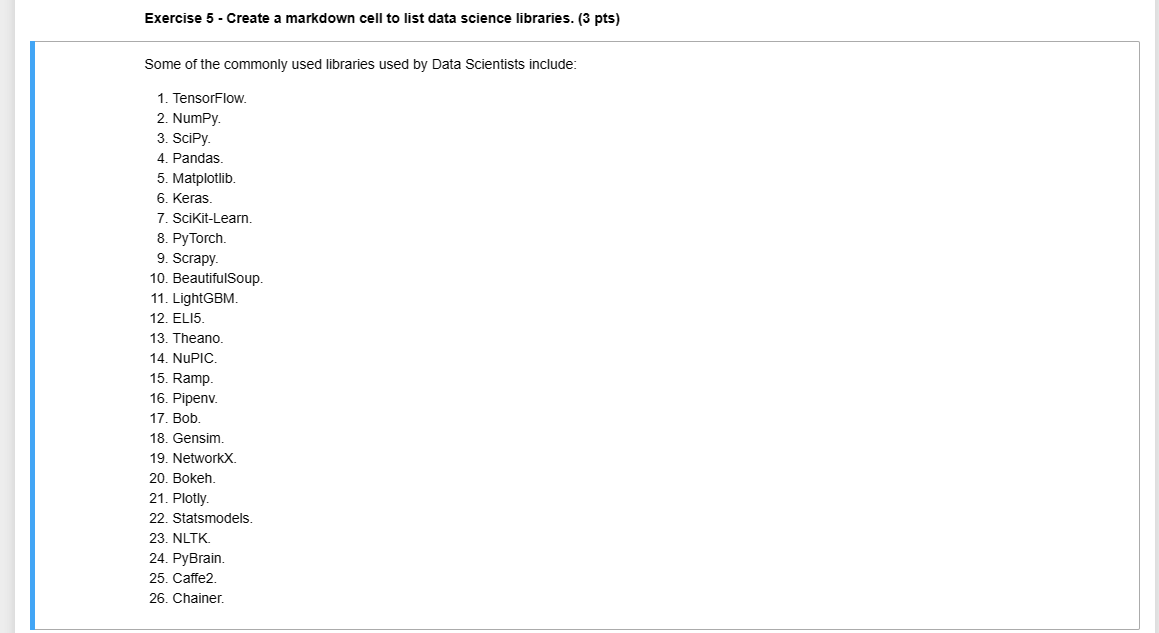 Exercise 5 - Create a markdown cell to list data science libraries. (3 pts)
Some of the commonly used libraries used by Data Scientists include:
1. TensorFlow.
2. NumPy.
3. SciPy.
4. Pandas.
5. Matplotlib.
6. Keras.
7. SciKit-Learn.
8. PyTorch.
9. Scrapy.
10. BeautifulSoup.
11. LightGBM.
12. ELI5.
13. Theano.
14. NuPIC.
15. Ramp.
16. Pipenv.
17. Bob.
18. Gensim.
19. NetworkX.
20. Bokeh.
21. Plotly.
22. Statsmodels.
23. NLTK.
24. PyBrain.
25. Caffe2.
26. Chainer.